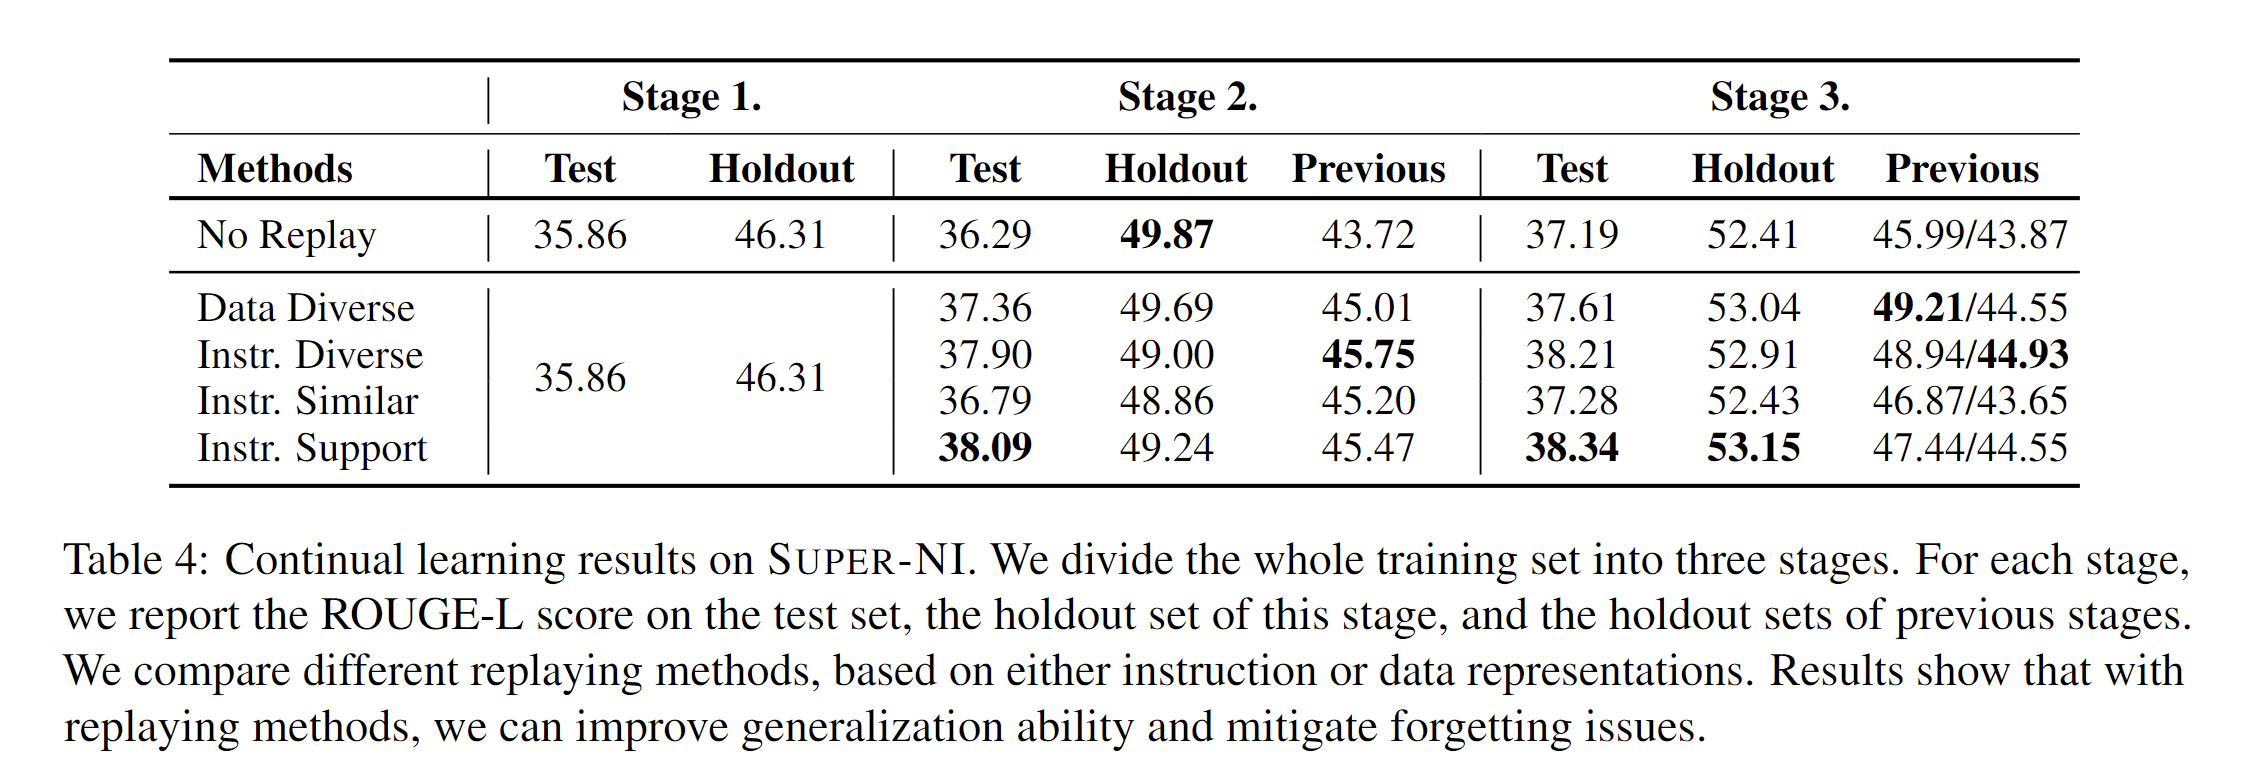 Stage 1. Stage 2. Stage 3.
Methods Test Holdout Test Holdout Previous Test Holdout Previous
No Replay 35.86 46.31 36.29 49.87 43.72 37.19 52.41 45.99/43.87
Data Diverse 37.36 49.69 45.01 37.61 53.04 49.21/44.55
Instr. Diverse 37.90 49.00 45.75 38.21 52.91 48.94/44.93
35.86 46.31
Instr. Similar 36.79 48.86 45.20 37.28 52.43 46.87/43.65
Instr. Support 38.09 49.24 45.47 38.34 53.15 47.44/44.55
Table 4: Continual learning results on SUPER-NI. We divide the whole training set into three stages. For each stage,
we report the ROUGE-L score on the test set, the holdout set of this stage, and the holdout sets of previous stages.
We compare different replaying methods, based on either instruction or data representations. Results show that with
replaying methods, we can improve generalization ability and mitigate forgetting issues.